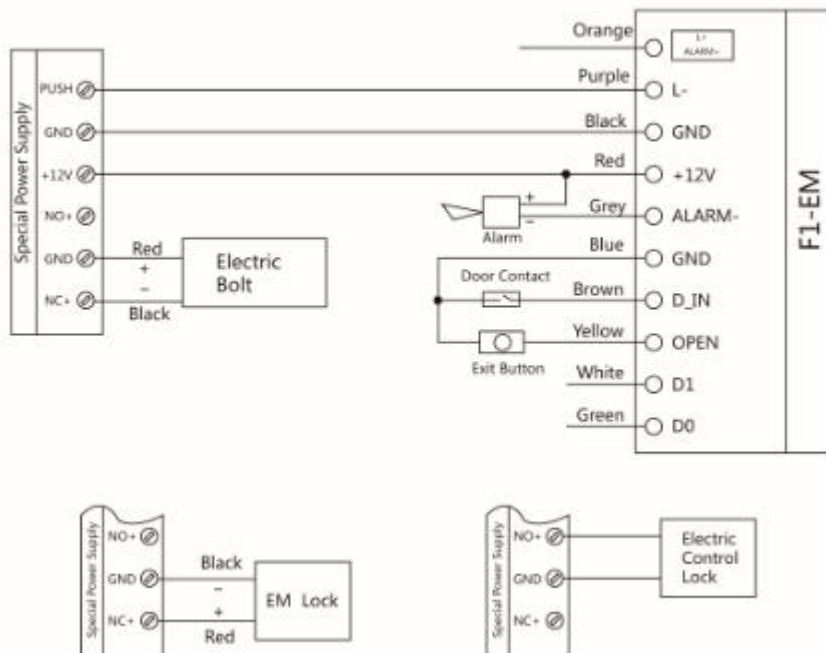 Special Power Supply
PUSH
GND
+12V
NO+
GND
NC+
Red
+
−
Black
Electric
Bolt
Orange
Purple
Black
Red
Grey
Blue
Brown
Yellow
White
Green
+
−
Alarm
Door Contact
Exit Button
L+
ALARM+
L-
GND
+12V
ALARM-
GND
D_IN
OPEN
D1
D0
F1-EM
Special Power Supply
NO+
GND
NC+
Black
−
+
Red
EM Lock
Special Power Supply
NO+
GND
NC+
Electric
Control
Lock